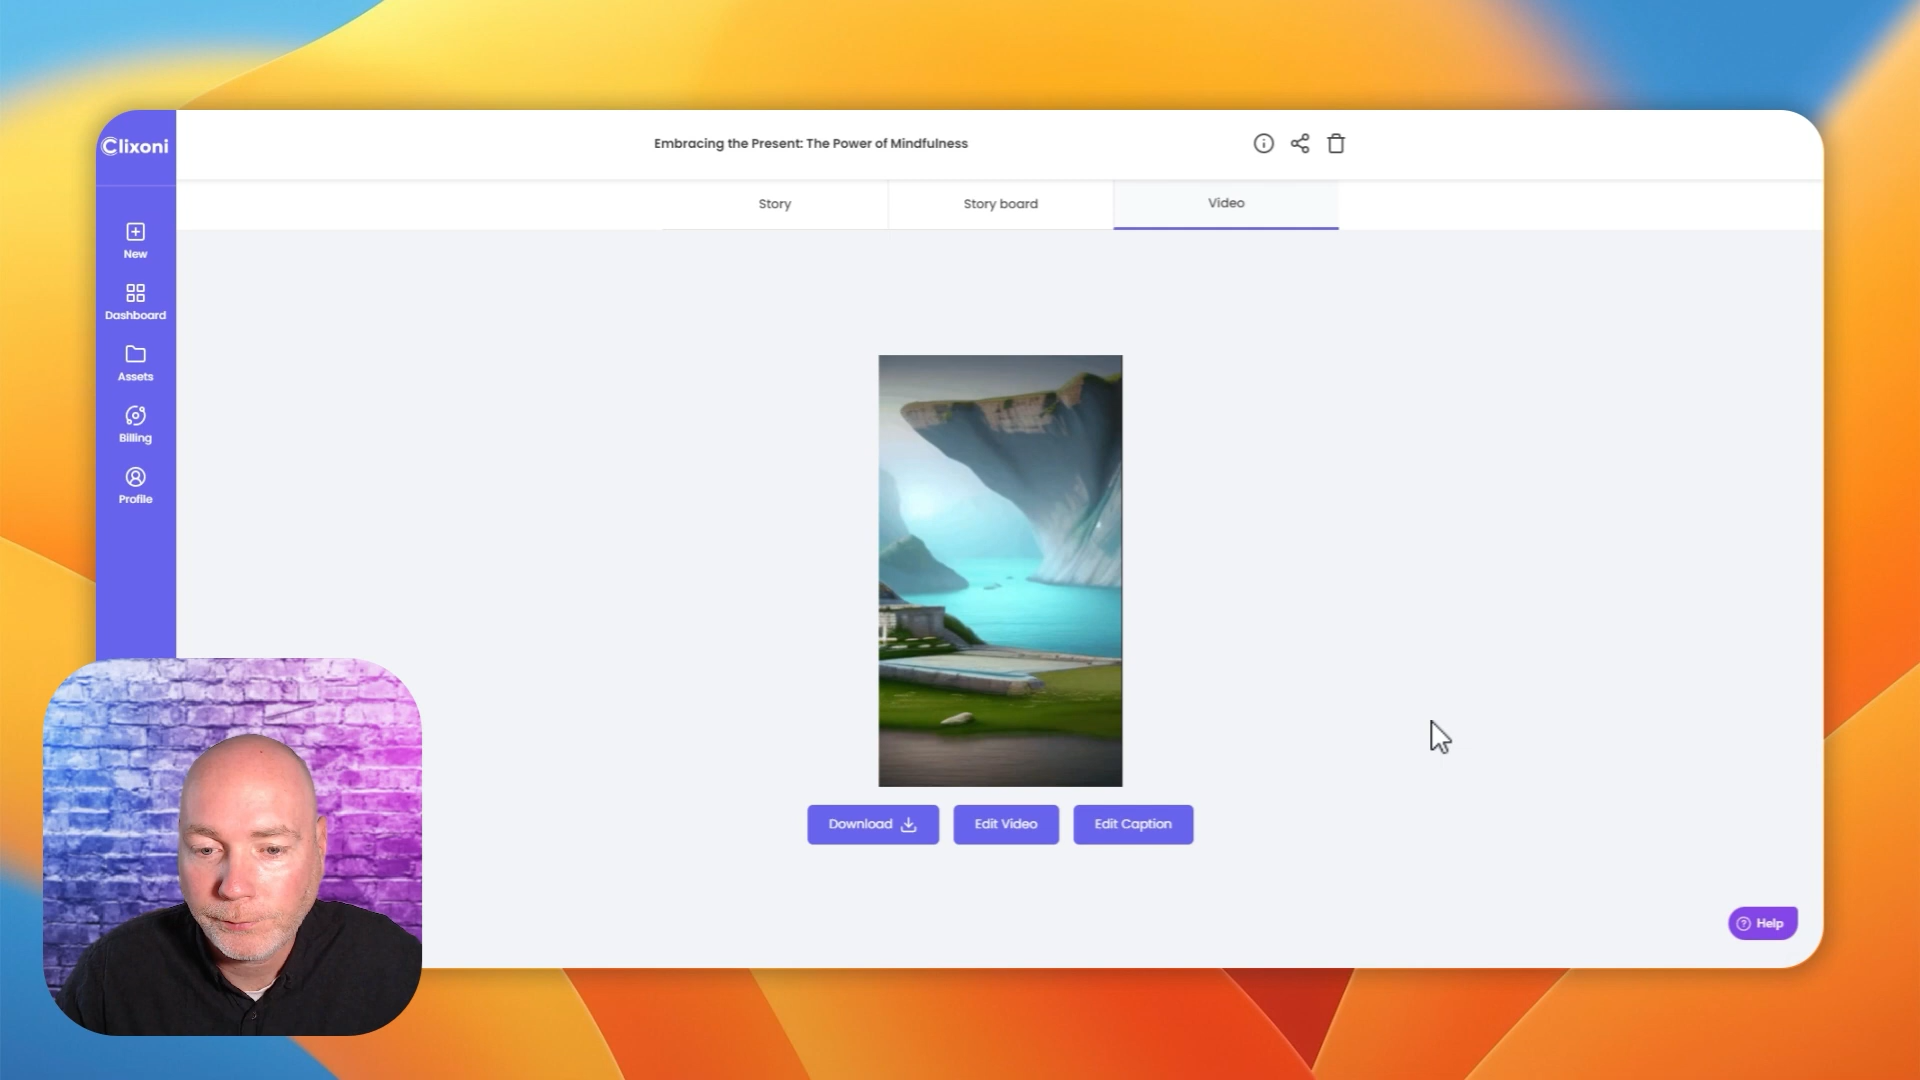 Clixoni
Embracing the Present: The Power of Mindfulness
Story
Story board
Video
New
Dashboard
Assets
Billing
Profile
Download
Edit Video
Edit Caption
Help